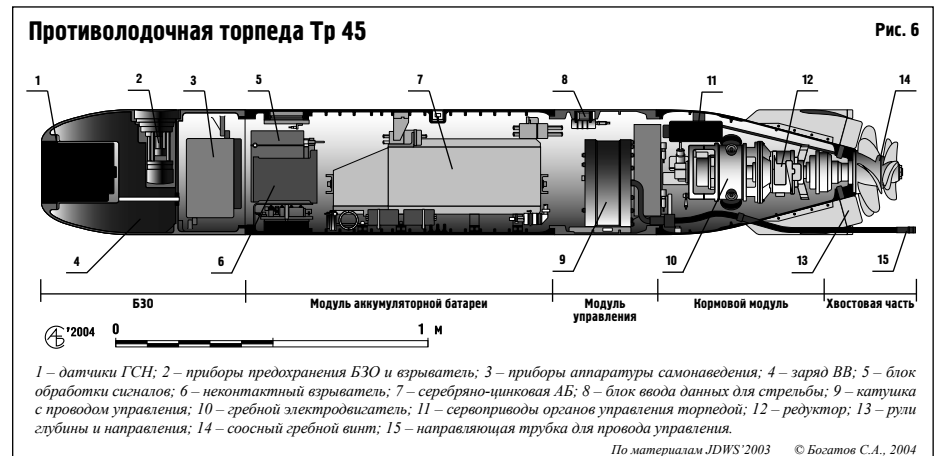 Противолодочная торпеда Тр 45
Рис. 6
1
2
3
5
7
8
11
12
14
4
6
9
10
13
15
БЗО
Модуль аккумуляторной батареи
Модуль
управления
Кормовой модуль
Хвостовая часть
'2004
0
1 м
1 – датчики ГСН; 2 – приборы предохранения БЗО и взрыватель; 3 – приборы аппаратуры самонаведения; 4 – заряд ВВ; 5 – блок
обработки сигналов; 6 – неконтактный взрыватель; 7 – серебряно-цинковая АБ; 8 – блок ввода данных для стрельбы; 9 – катушка
с проводом управления; 10 – гребной электродвигатель; 11 – сервоприводы органов управления торпедой; 12 – редуктор; 13 – рули
глубины и направления; 14 – соосный гребной винт; 15 – направляющая трубка для провода управления.
По материалам JDWS'2003 © Богатов С.А., 2004